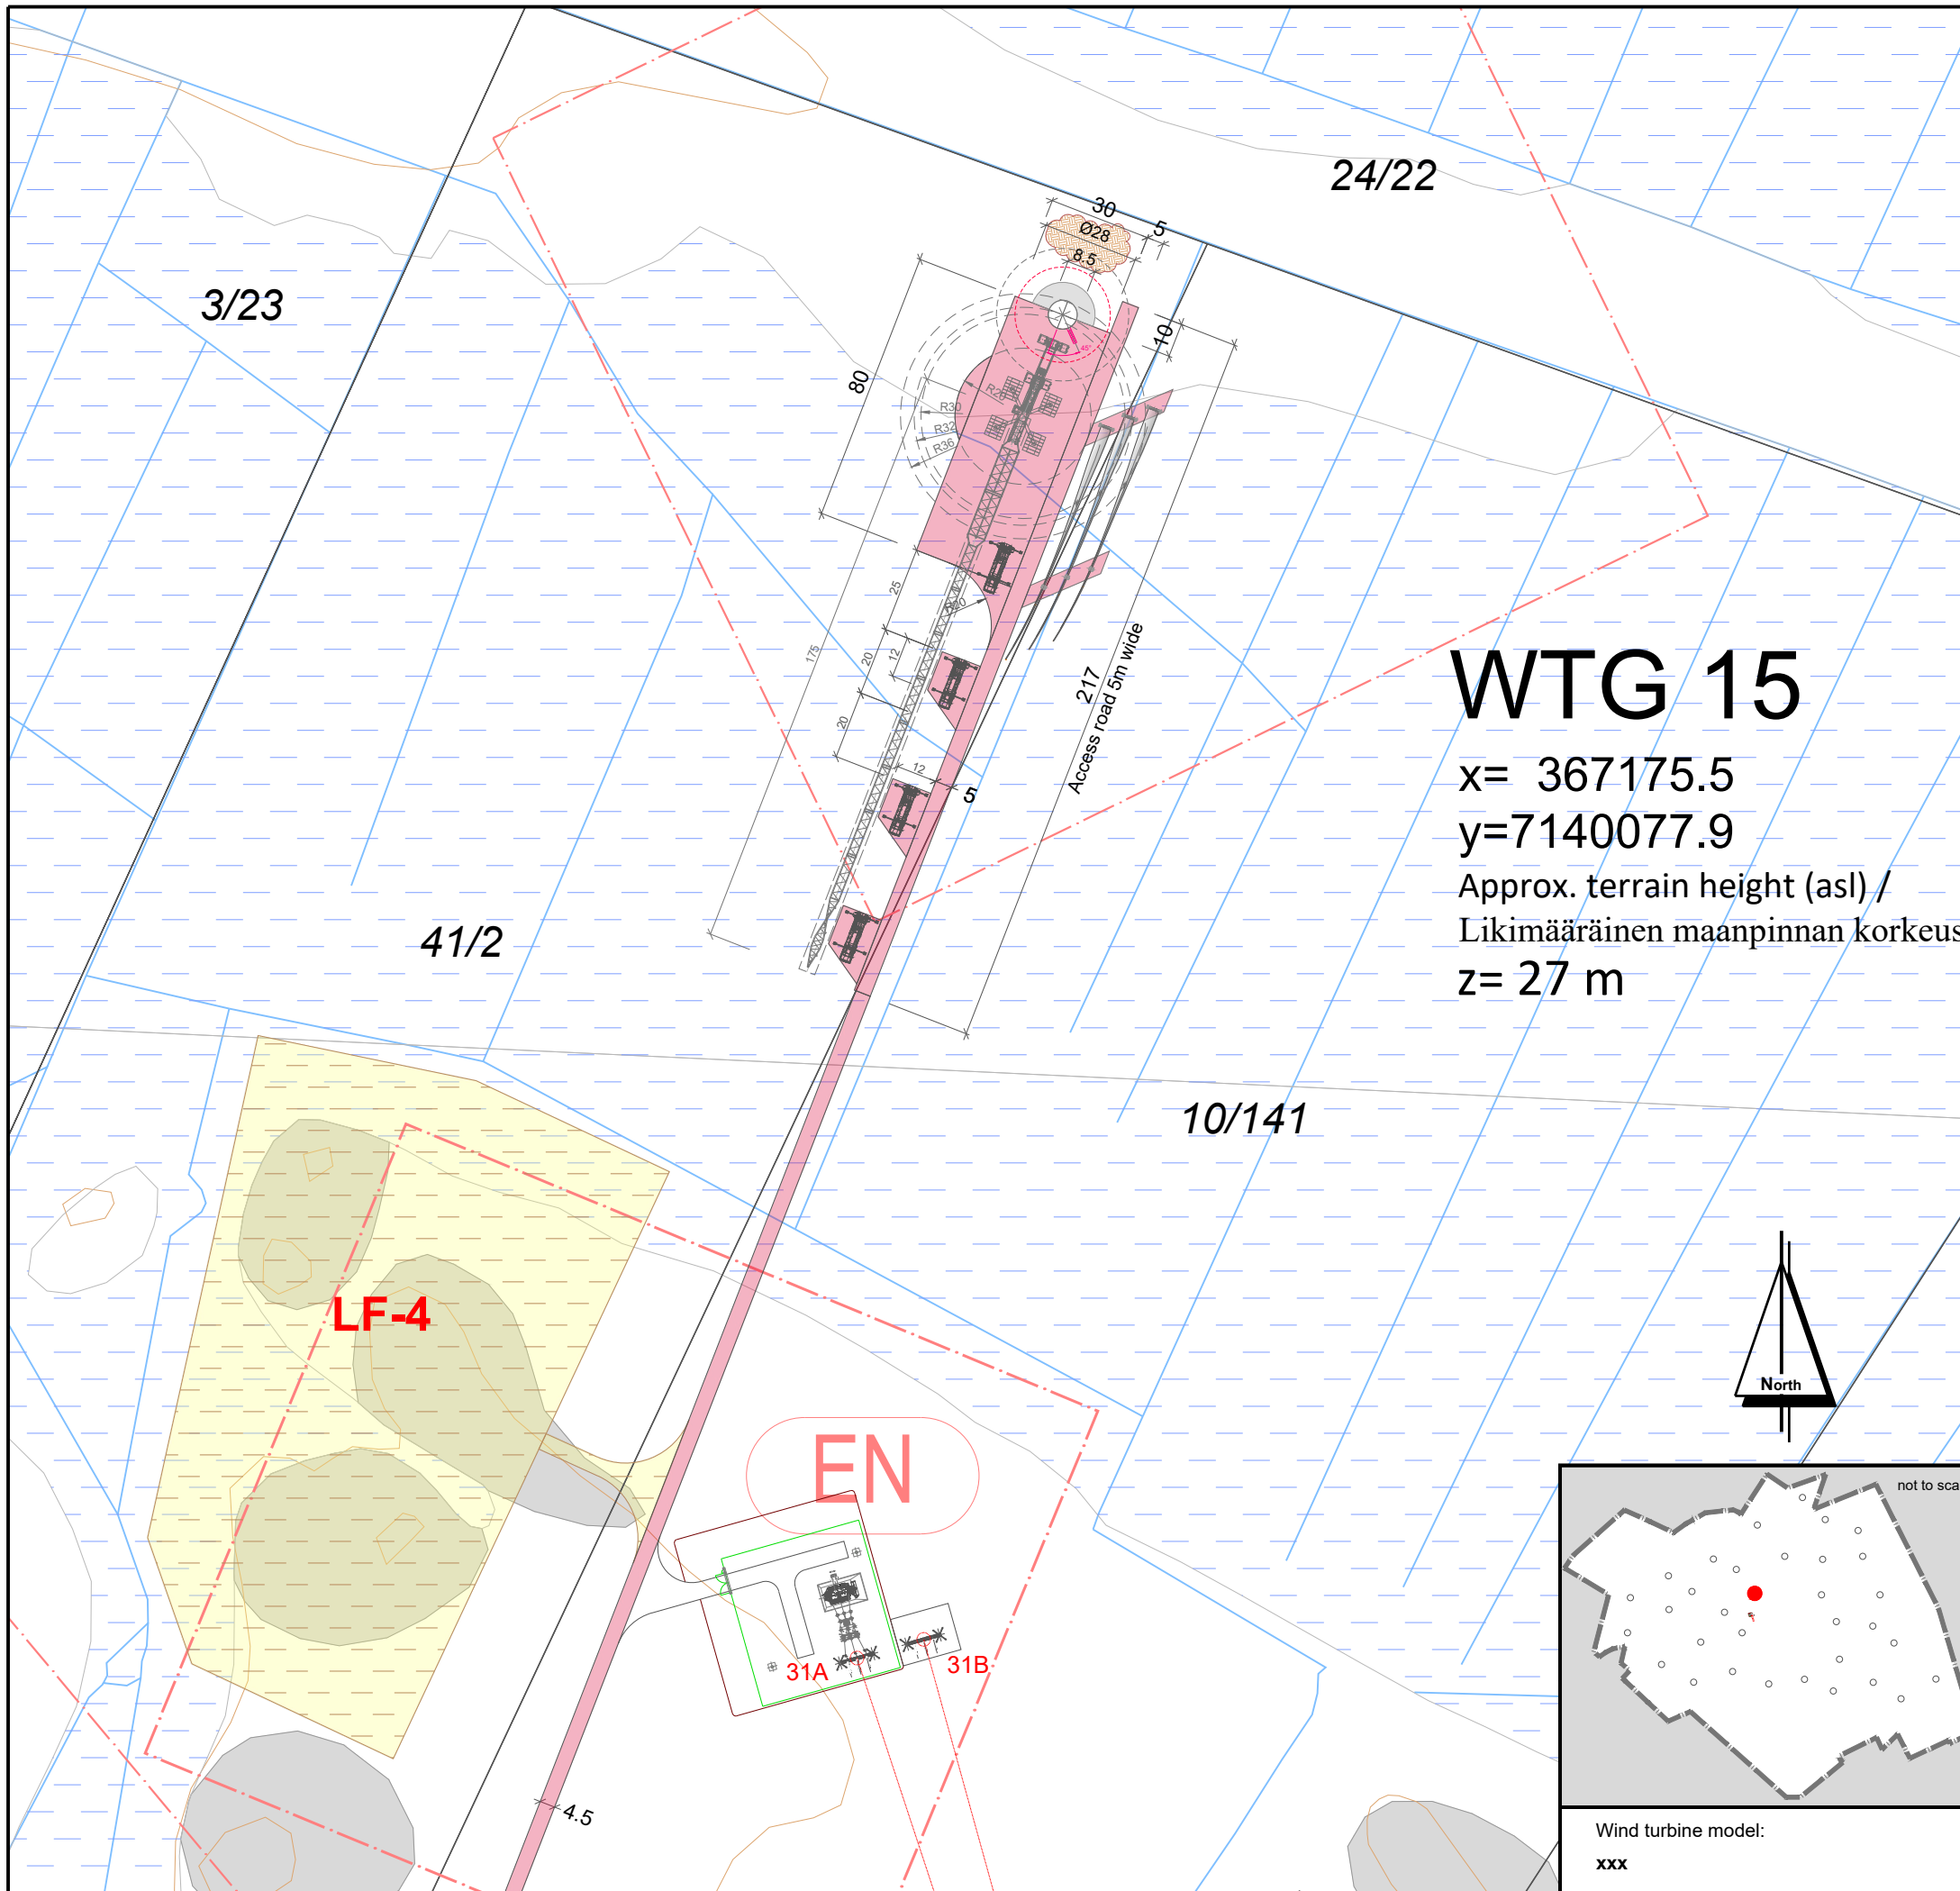 24/22
30
Ø28
5
8.5
3/23
10
45°
80
R20
R30
R32
R36
25
20
12
175
20
217
Access road 5m wide
12
5
WTG 15
x= 367175.5
y=7140077.9
Approx. terrain height (asl) /
Likimääräinen maanpinnan korkeus
z= 27 m
41/2
10/141
LF-4
North
EN
not to sca
31A
31B
4.5
Wind turbine model:
xxx